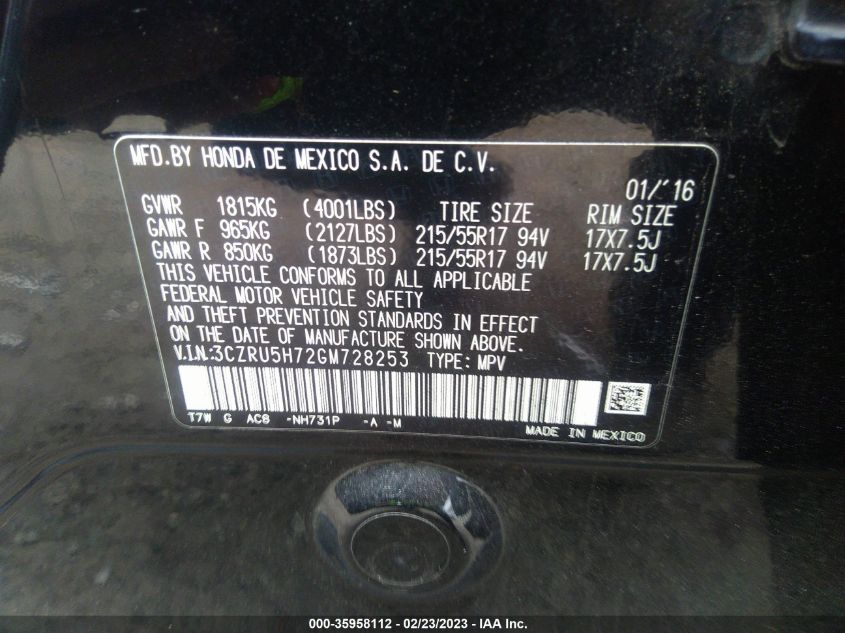 MFD.BY HONDA DE MEXICO S.A. DE C.V.
01/'16
GVWR 1815KG (4001LBS) TIRE SIZE RIM SIZE
GAWR F 965KG (2127LBS) 215/55R17 94V 17X7.5J
GAWR R 850KG (1873LBS) 215/55R17 94V 17X7.5J
THIS VEHICLE CONFORMS TO ALL APPLICABLE
FEDERAL MOTOR VEHICLE SAFETY
AND THEFT PREVENTION STANDARDS IN EFFECT
ON THE DATE OF MANUFACTURE SHOWN ABOVE.
V.I.N:3CZRU5H72GM728253 TYPE: MPV
T7W G AC8 -NH731P -A -M
MADE IN MEXICO
000-35958112 - 02/23/2023 - IAA Inc.